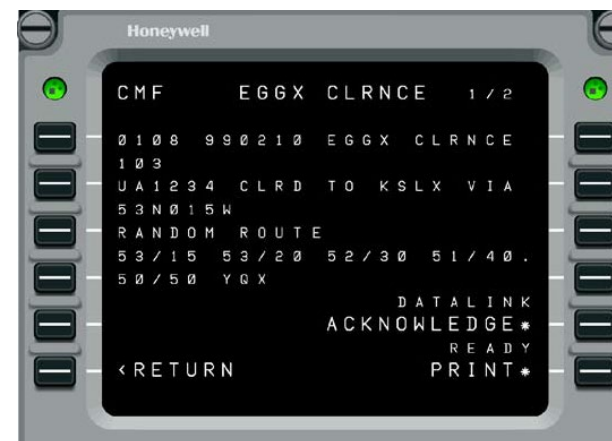 Honeywell
CMF EGGX CLRNCE 1/2
0108 990210 EGGX CLRNCE
103
UA1234 CLRD TO KSLX VIA
53N015W
RANDOM ROUTE
53/15 53/20 52/30 51/40.
50/50 YQX
DATALINK
ACKNOWLEDGE*
READY
<RETURN PRINT*